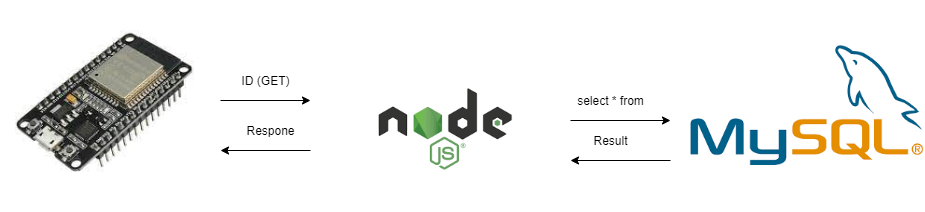 ID (GET)
Respone
node
JS®
select * from
Result
MySQL®